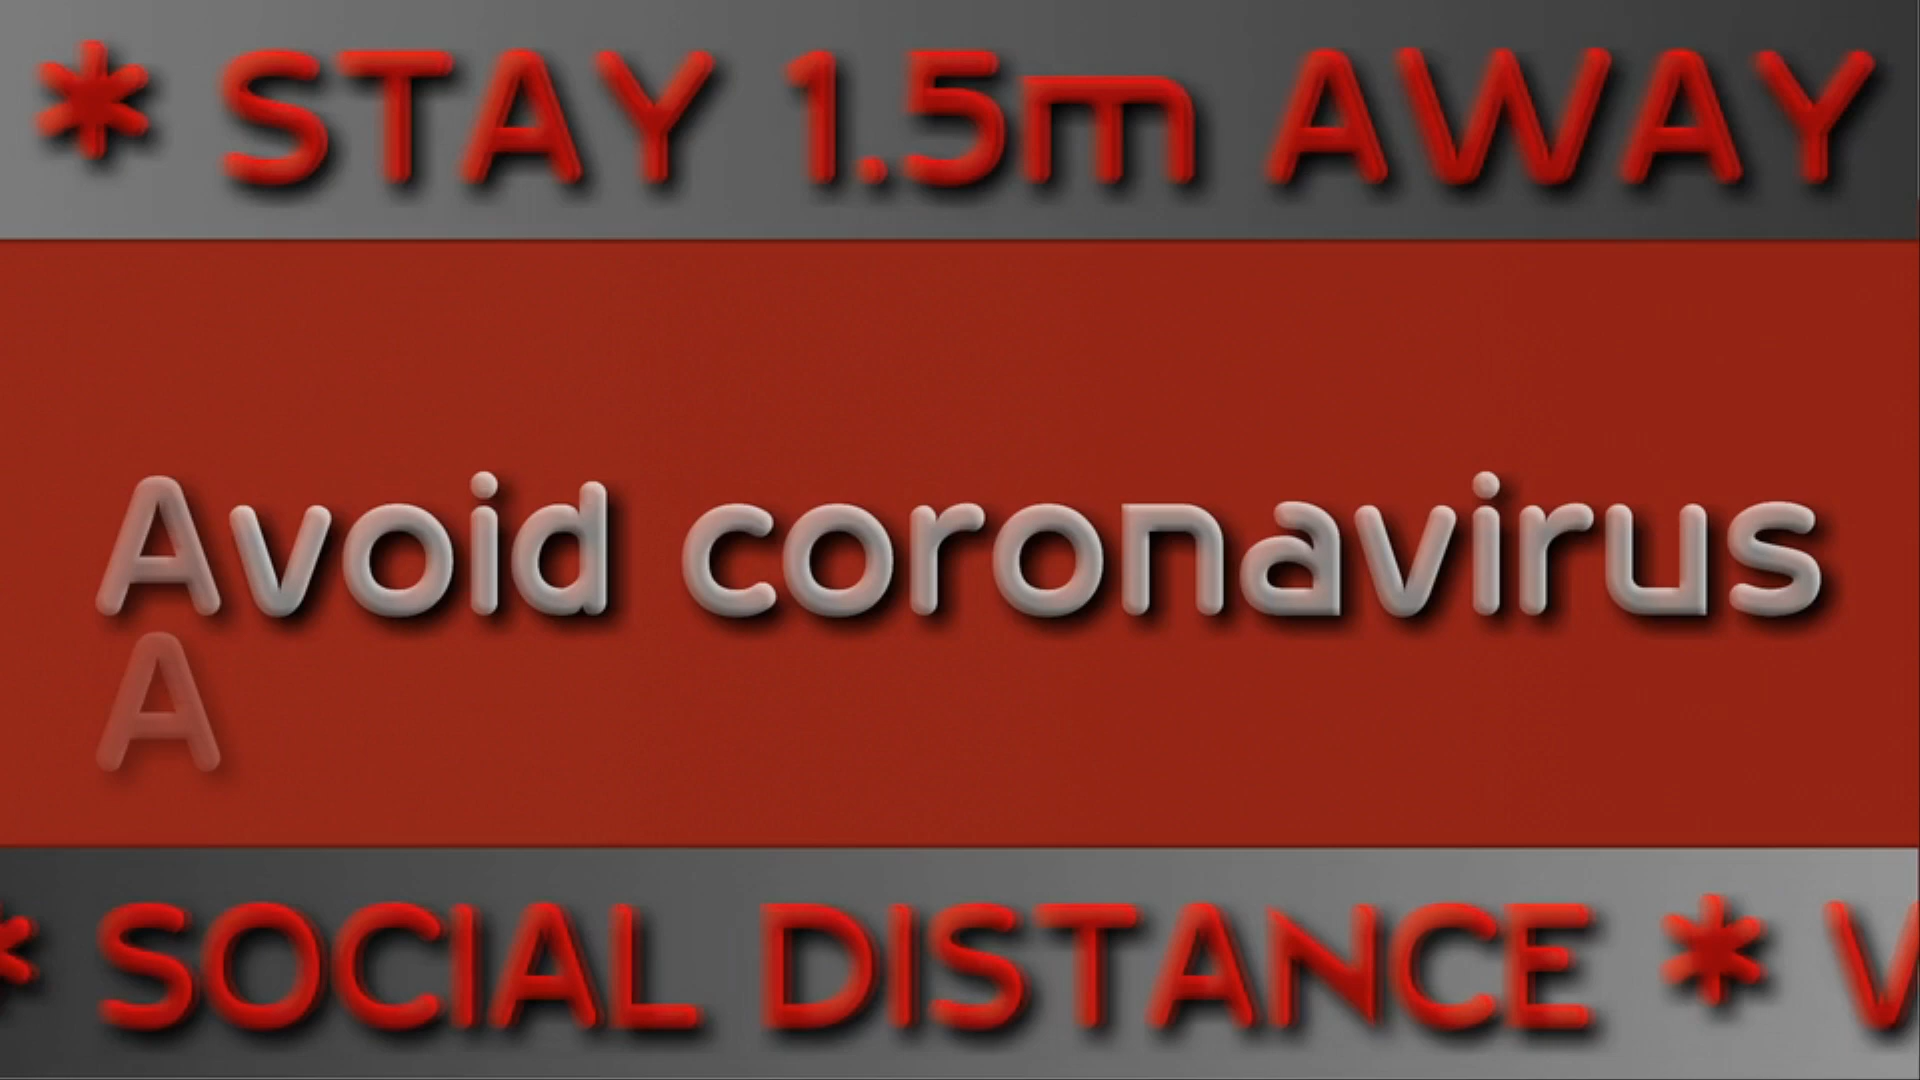 * STAY 1.5m AWAY
Avoid coronavirus
A
* SOCIAL DISTANCE *